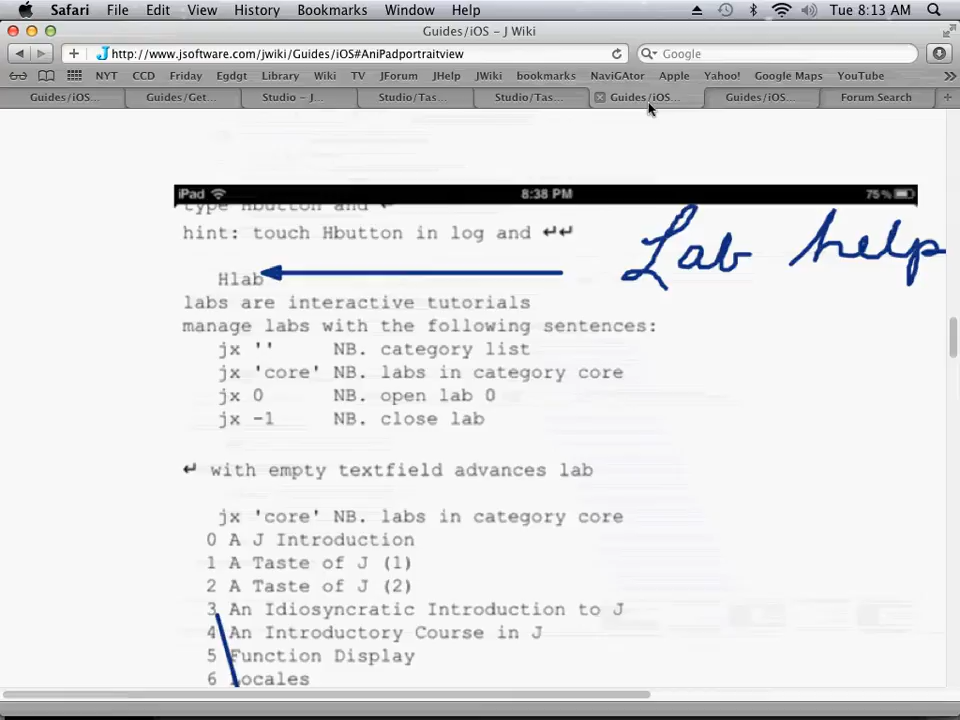 Safari File Edit View History Bookmarks Window Help Tue 8:13 AM
Guides/iOS – J Wiki
http://www.jsoftware.com/jwiki/Guides/iOS#AniPadportraitview Google
NYT CCD Friday Egdgt Library Wiki TV JForum JHelp JWiki bookmarks NaviGAtor Apple Yahoo! Google Maps YouTube
Guides/iOS... Guides/Get... Studio – J... Studio/Tas... Studio/Tas... Guides/iOS... Guides/iOS... Forum Search
iPad 8:38 PM 75%
type Hbutton and ↵
hint: touch Hbutton in log and ↵↵
Lab help
Hlab
labs are interactive tutorials
manage labs with the following sentences:
jx '' NB. category list
jx 'core' NB. labs in category core
jx 0 NB. open lab 0
jx -1 NB. close lab
↵ with empty textfield advances lab
jx 'core' NB. labs in category core
0 A J Introduction
1 A Taste of J (1)
2 A Taste of J (2)
3 An Idiosyncratic Introduction to J
4 An Introductory Course in J
5 Function Display
6 Locales